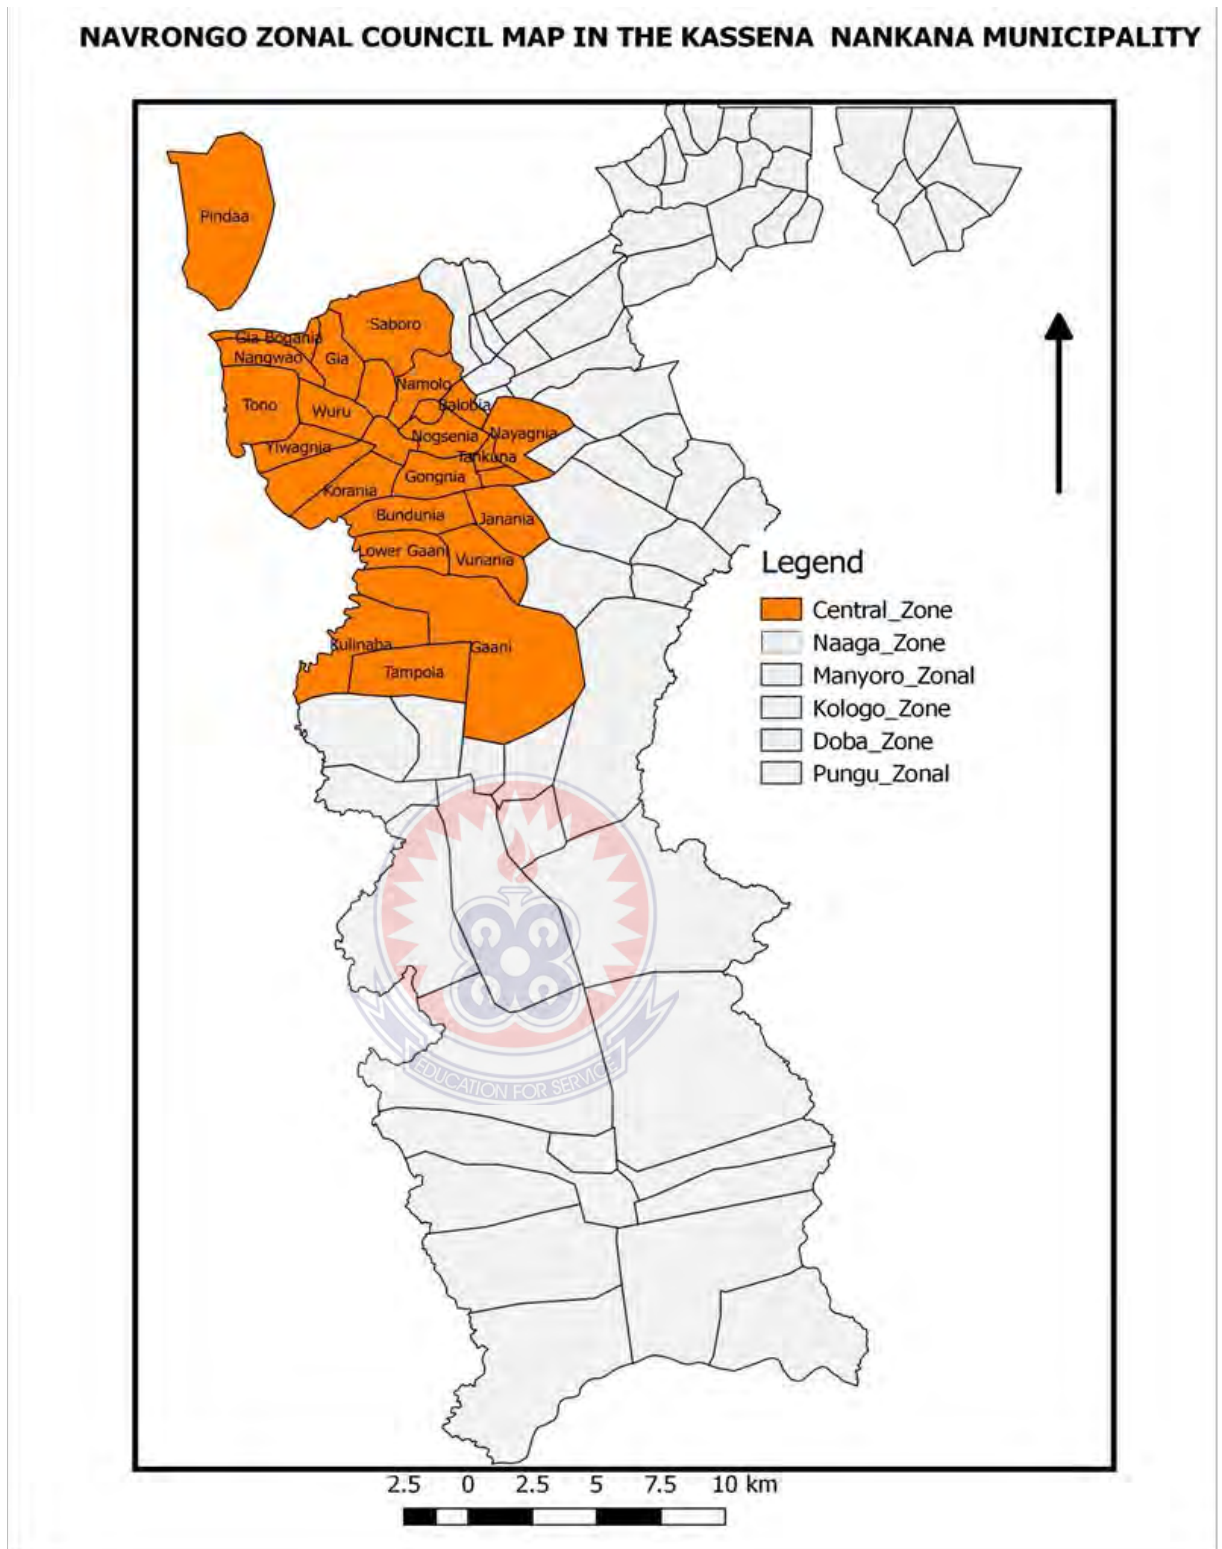 NAVRONGO ZONAL COUNCIL MAP IN THE KASSENA NANKANA MUNICIPALITY
Pindaa
Saboro
Gia Bogania
Nangwao
Gia
Namolo
Tono
Wuru
Balobia
Nogsenia
Nayagnia
Yiwagnia
Tankuna
Gongnia
Korania
Bundunia
Janania
Lower Gaani
Vunania
Kulinaba
Gaani
Tampola
Legend
Central_Zone
Naaga_Zone
Manyoro_Zonal
Kologo_Zone
Doba_Zone
Pungu_Zonal
EDUCATION FOR SERVICE
2.5 0 2.5 5 7.5 10 km